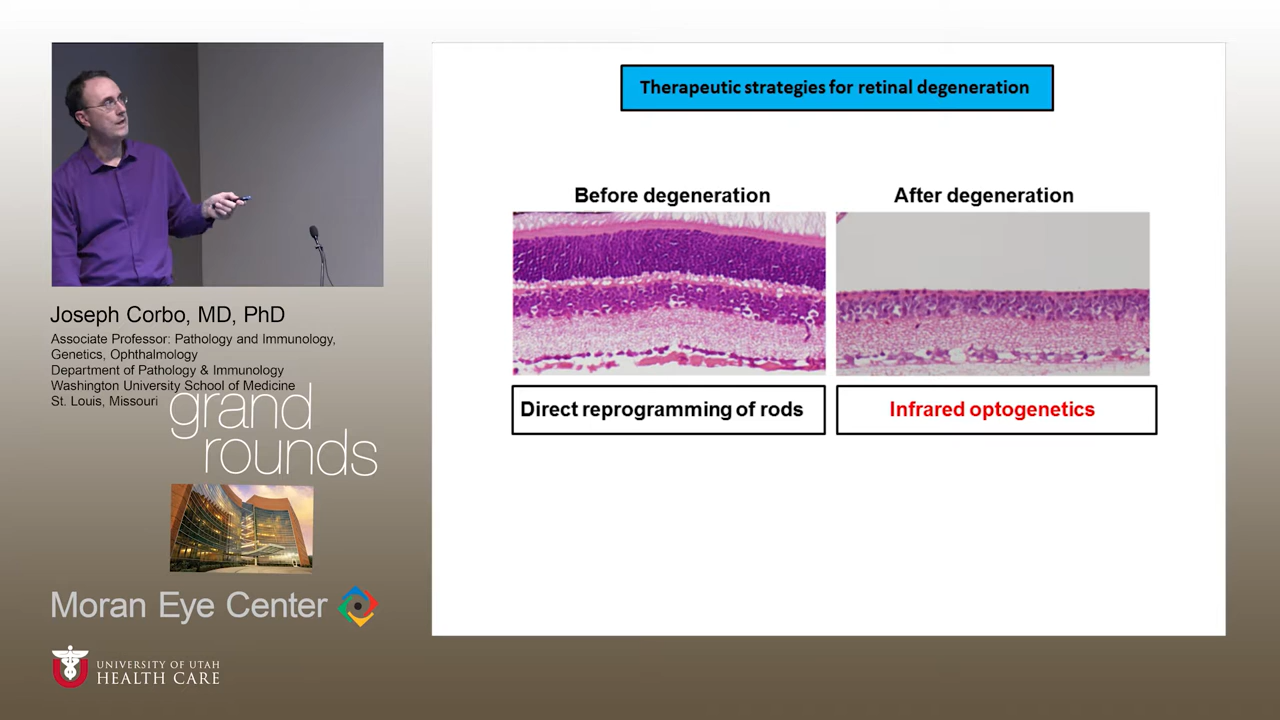 Therapeutic strategies for retinal degeneration
Before degeneration
After degeneration
Direct reprogramming of rods
Infrared optogenetics
Joseph Corbo, MD, PhD
Associate Professor: Pathology and Immunology,
Genetics, Ophthalmology
Department of Pathology & Immunology
Washington University School of Medicine
St. Louis, Missouri
grand
rounds
Moran Eye Center
UNIVERSITY OF UTAH
HEALTH CARE